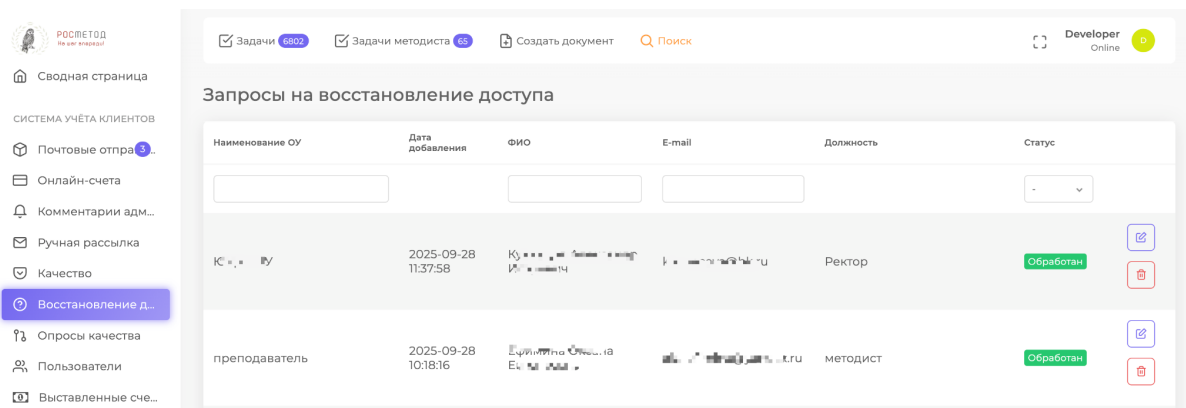 РОСМЕТОД
На шаг впереди!
Задачи 6802
Задачи методиста 65
Создать документ
Поиск
Developer
Online
D
Сводная страница
СИСТЕМА УЧЁТА КЛИЕНТОВ
Почтовые отпра 3 ..
Онлайн-счета
Комментарии адм...
Ручная рассылка
Качество
Восстановление д...
Опросы качества
Пользователи
Выставленные сче...
Запросы на восстановление доступа
Наименование ОУ
Дата
добавления
ФИО
E-mail
Должность
Статус
-
2025-09-28
11:37:58
Ректор
Обработан
преподаватель
2025-09-28
10:18:16
методист
Обработан